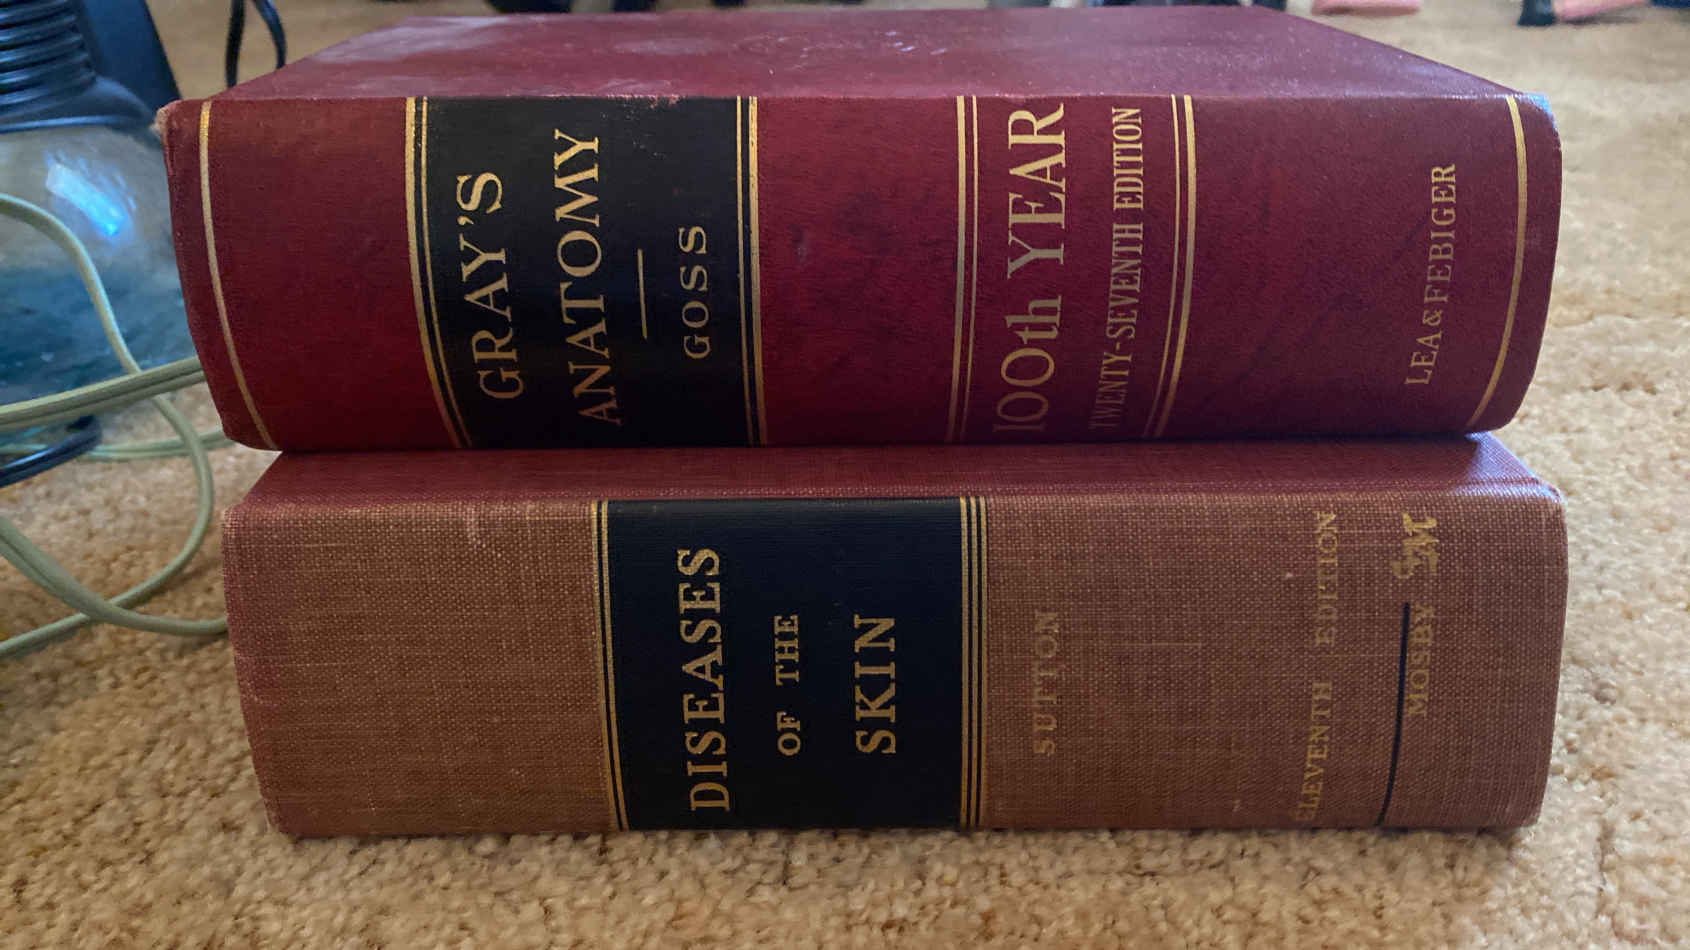 GRAY'S
ANATOMY
GOSS
100th YEAR
TWENTY-SEVENTH EDITION
LEA & FEBIGER
DISEASES
OF THE
SKIN
SUTTON
ELEVENTH EDITION
MOSBY